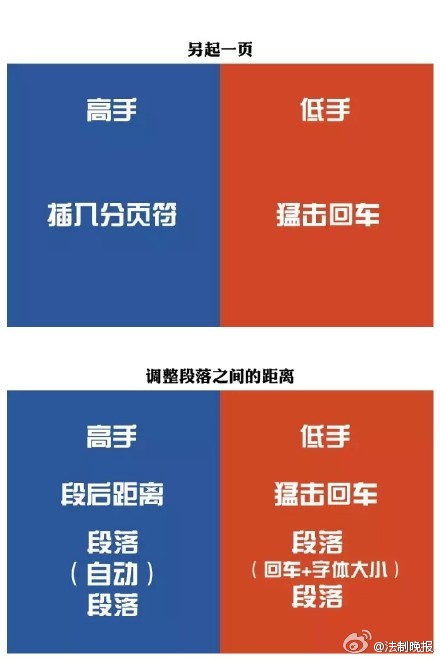 另起一页
高手
低手
插入分页符
猛击回车
调整段落之间的距离
高手
低手
段后距离
猛击回车
段落
（自动）
段落
段落
（回车+字体大小）
段落
@法制晚报